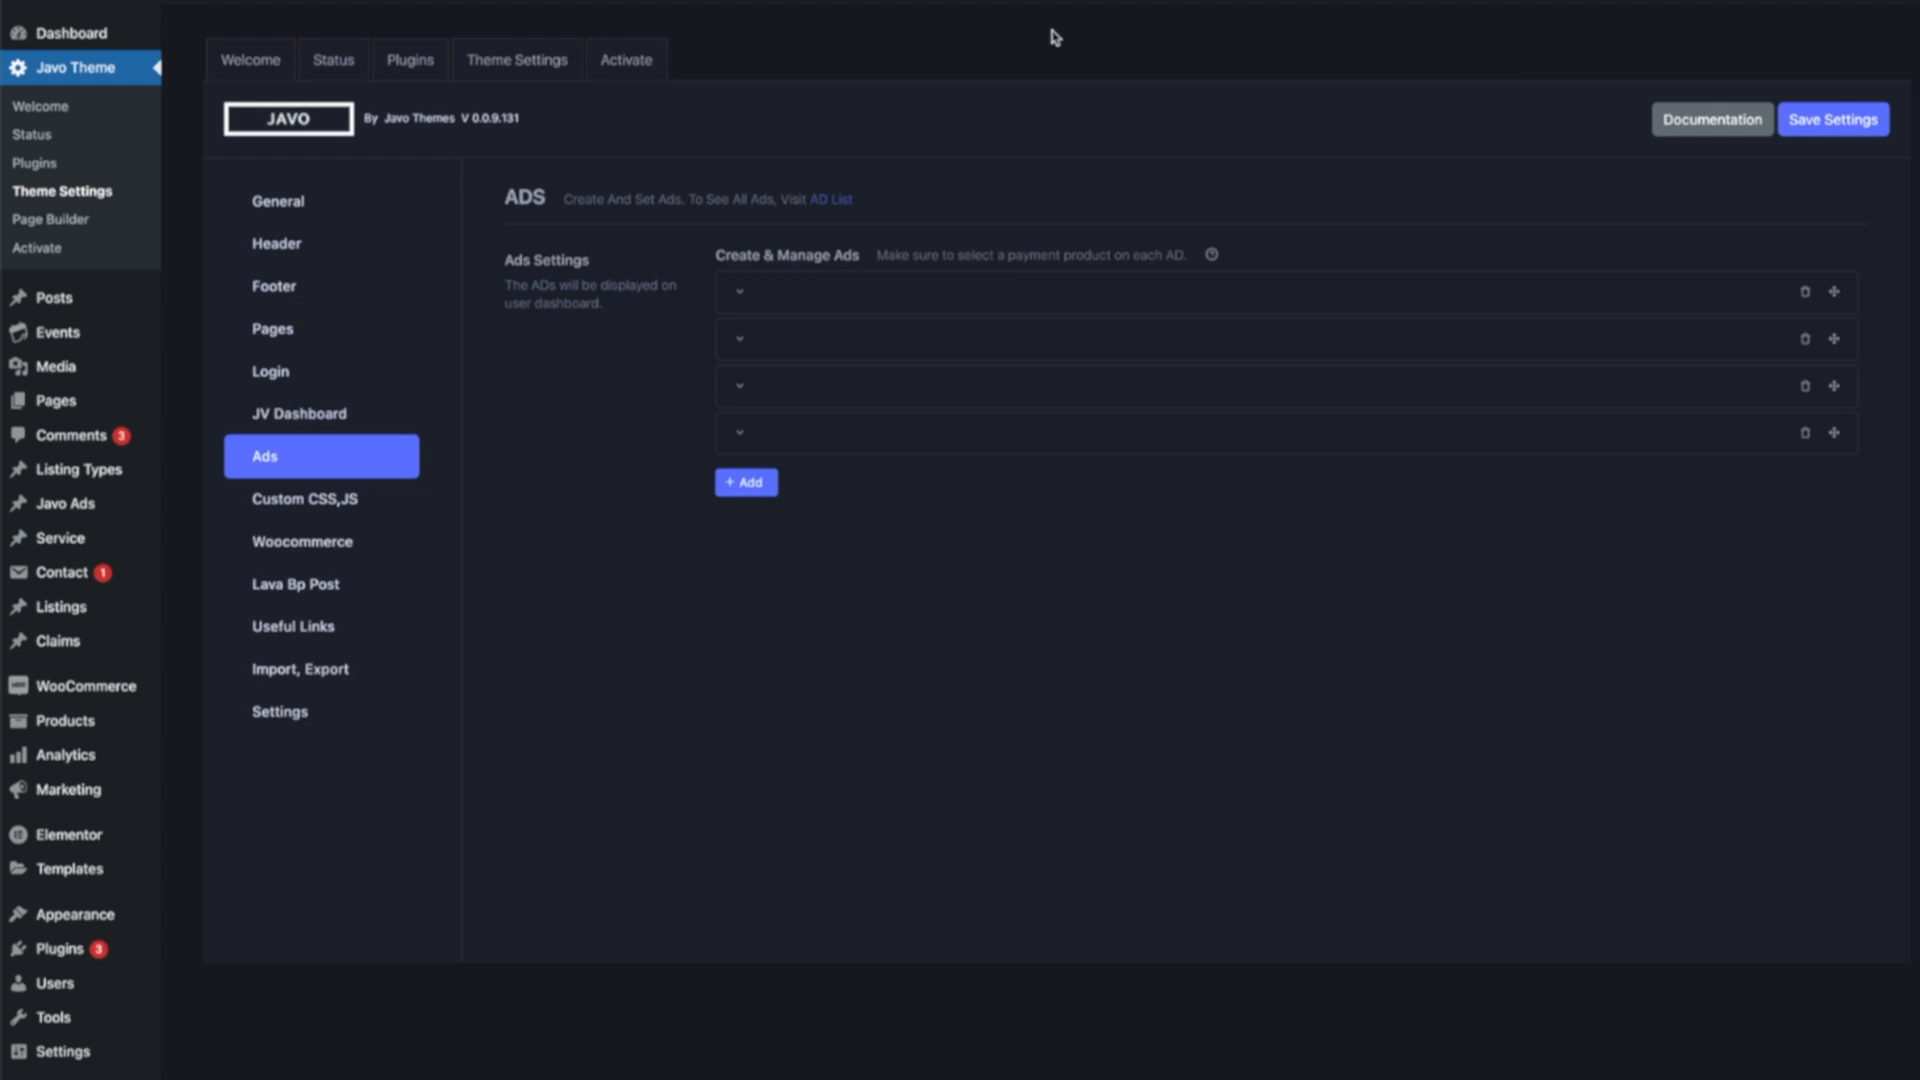 Dashboard
Javo Theme
Welcome
Status
Plugins
Theme Settings
Page Builder
Activate
Posts
Events
Media
Pages
Comments 3
Listing Types
Javo Ads
Service
Contact 1
Listings
Claims
WooCommerce
Products
Analytics
Marketing
Elementor
Templates
Appearance
Plugins 3
Users
Tools
Settings
Welcome Status Plugins Theme Settings Activate
JAVO By Javo Themes V 0.0.9.131
Documentation Save Settings
General
Header
Footer
Pages
Login
JV Dashboard
Ads
Custom CSS,JS
Woocommerce
Lava Bp Post
Useful Links
Import, Export
Settings
ADS Create And Set Ads. To See All Ads, Visit AD List
Ads Settings
The ADs will be displayed on
user dashboard.
Create & Manage Ads Make sure to select a payment product on each AD.
+ Add